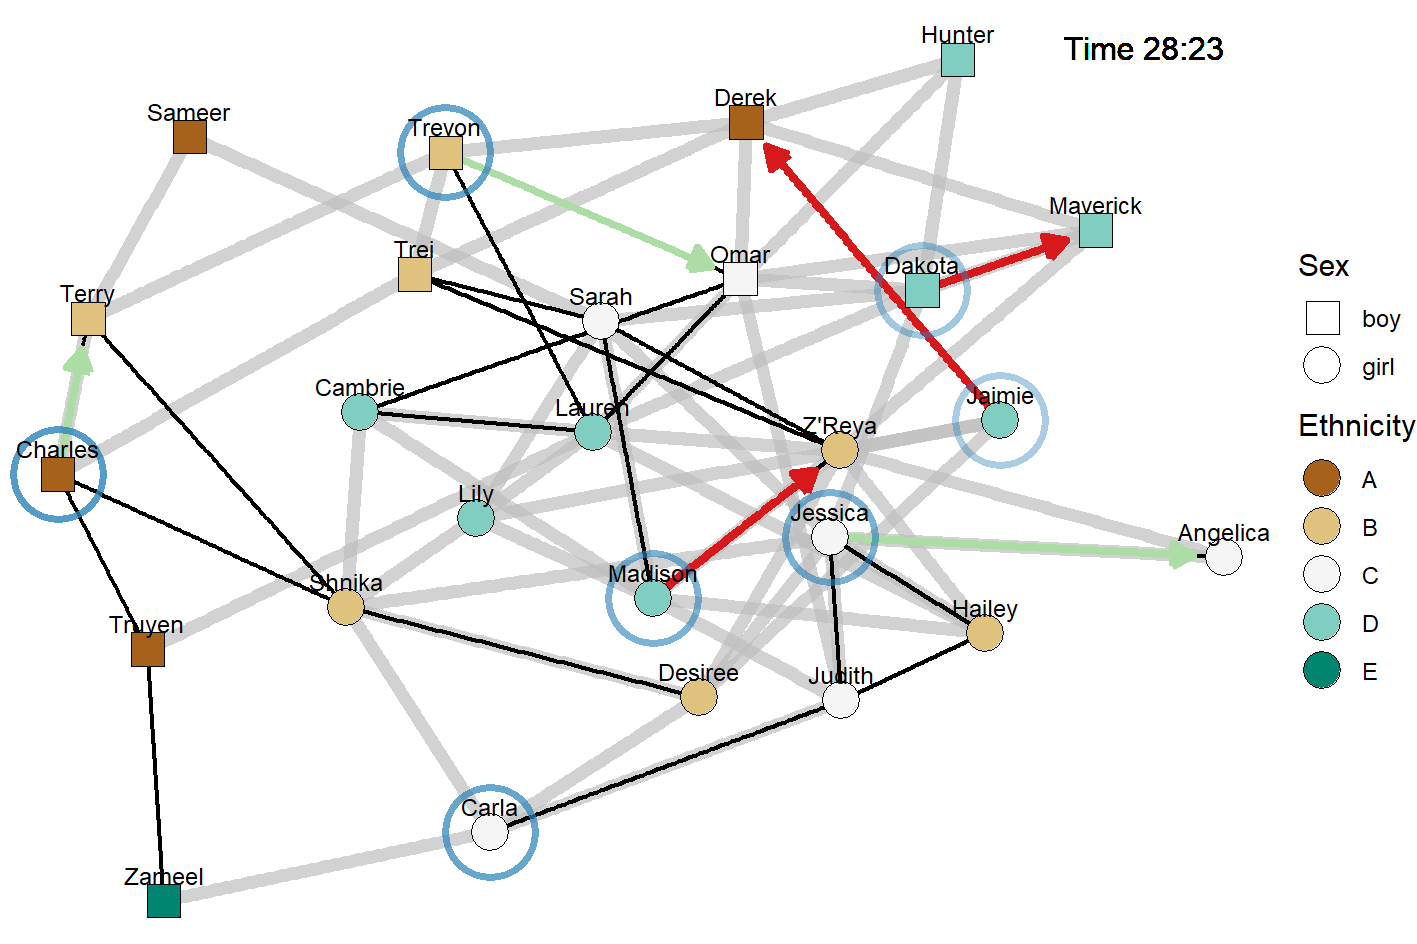 Hunter
Time 28:23
Derek
Sameer
Trevon
Maverick
Trei
Omar
Dakota
Sarah
Terry
Cambrie
Jaimie
Lauren
Z'Reya
Charles
Lily
Jessica
Angelica
Madison
Shnika
Hailey
Tnuyen
Desiree
Judith
Carla
Zameel
Sex
boy
girl
Ethnicity
A
B
C
D
E